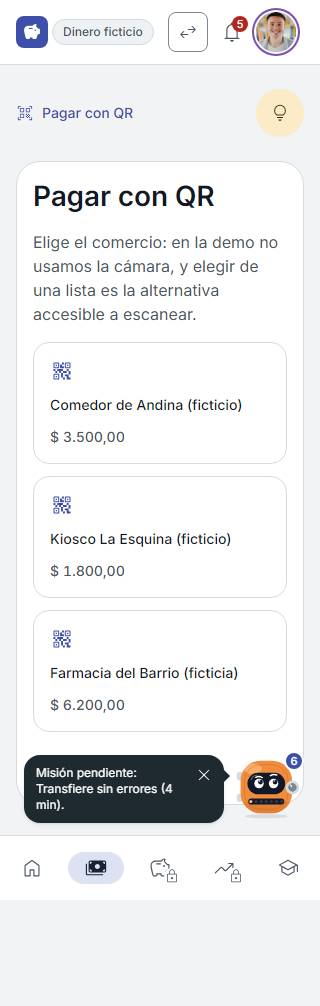 Dinero ficticio
5
Pagar con QR
Pagar con QR
Elige el comercio: en la demo no
usamos la cámara, y elegir de
una lista es la alternativa
accesible a escanear.
Comedor de Andina (ficticio)
$ 3.500,00
Kiosco La Esquina (ficticio)
$ 1.800,00
Farmacia del Barrio (ficticia)
$ 6.200,00
Misión pendiente:
Transfiere sin errores (4
min).
6